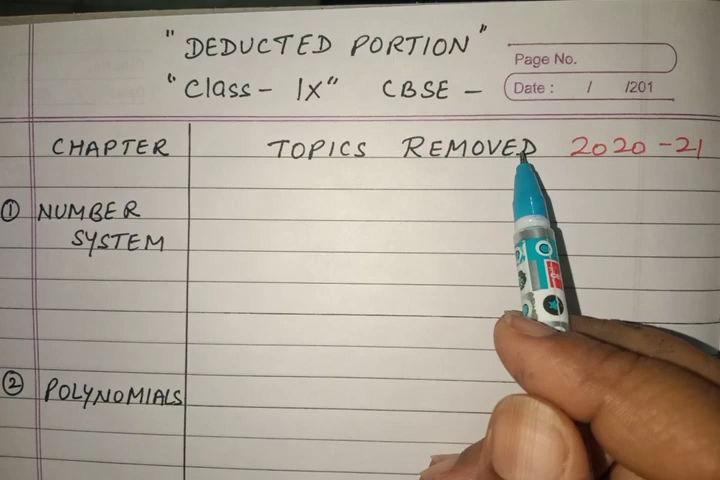 " DEDUCTED PORTION "
Page No.
" Class - IX " CBSE -
Date : / /201
CHAPTER TOPICS REMOVED 2020-21
① NUMBER
SYSTEM
② POLYNOMIALS